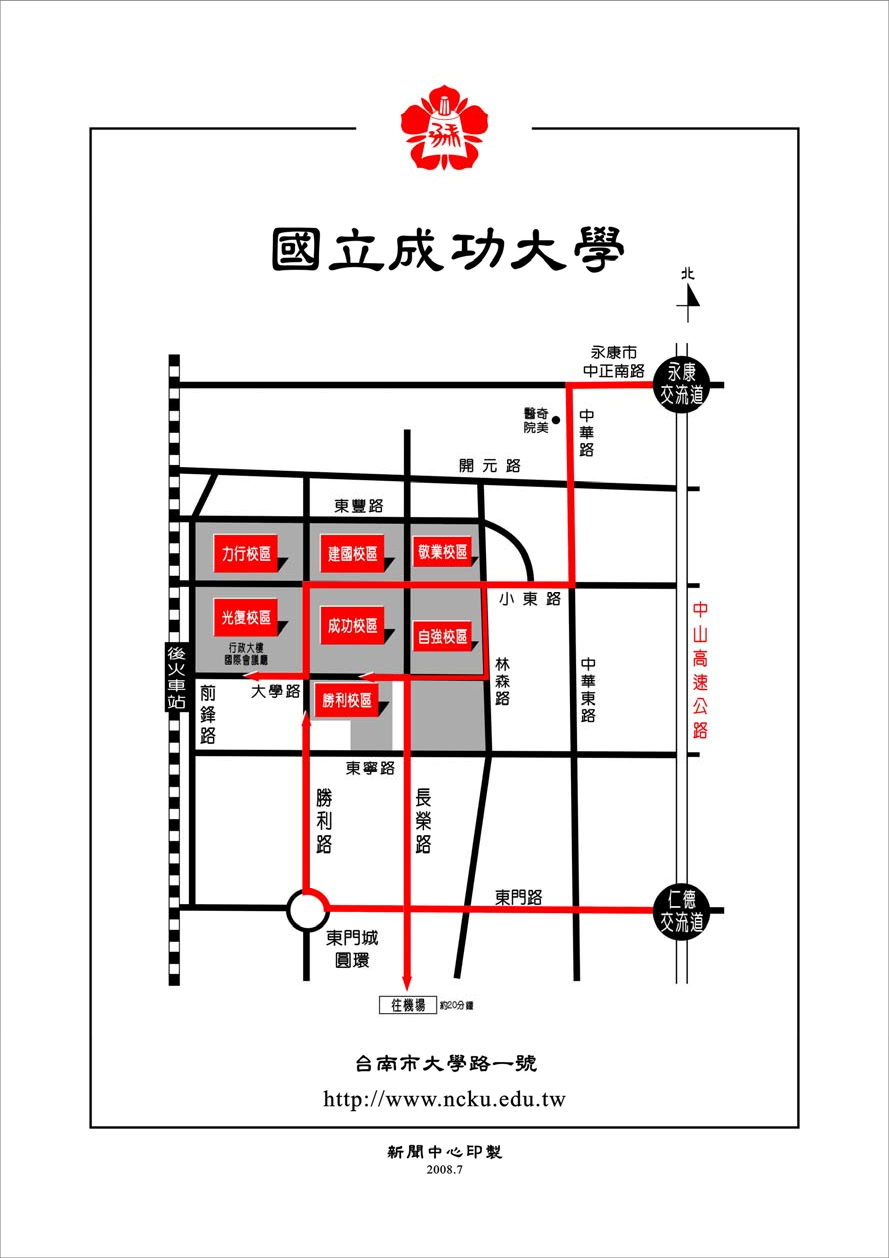 國立成功大學
北
永康市
中正南路
永康
交流道
奇美
醫院
中華路
開元路
東豐路
力行校區
建國校區
敬業校區
小東路
光復校區
成功校區
自強校區
中山高速公路
行政大樓
國際會議廳
後火車站
林森路
中華東路
前鋒路
大學路
勝利校區
東寧路
勝利路
長榮路
東門路
仁德
交流道
東門城
圓環
往機場
約20分鐘
台南市大學路一號
http://www.ncku.edu.tw
新聞中心印製
2008.7